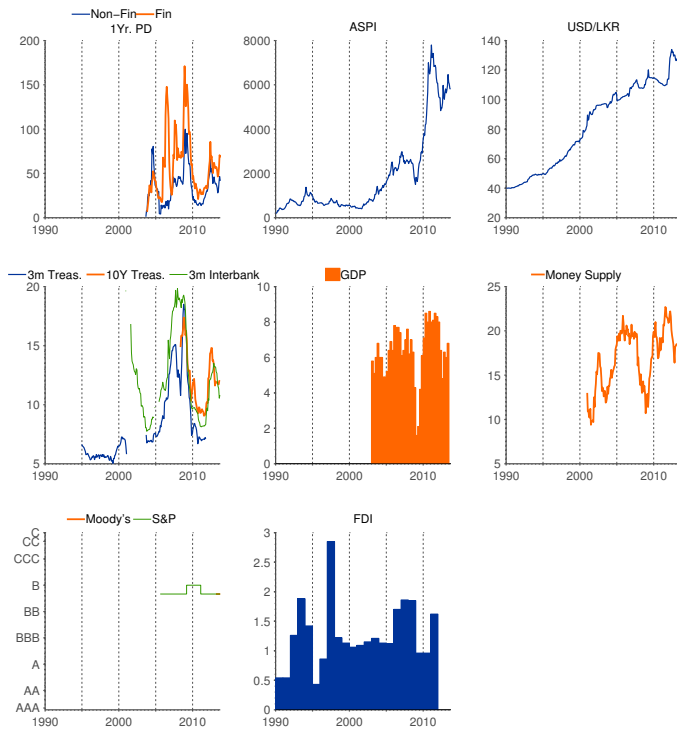 Non−Fin Fin
1Yr. PD
200
150
100
50
0
1990 2000 2010
ASPI
8000
6000
4000
2000
0
1990 2000 2010
USD/LKR
140
120
100
80
60
40
20
1990 2000 2010
3m Treas. 10Y Treas. 3m Interbank
20
15
10
5
1990 2000 2010
GDP
10
8
6
4
2
0
1990 2000 2010
Money Supply
25
20
15
10
5
1990 2000 2010
Moody's S&P
C
CC
CCC
B
BB
BBB
A
AA
AAA
1990 2000 2010
FDI
3
2.5
2
1.5
1
0.5
0
1990 2000 2010